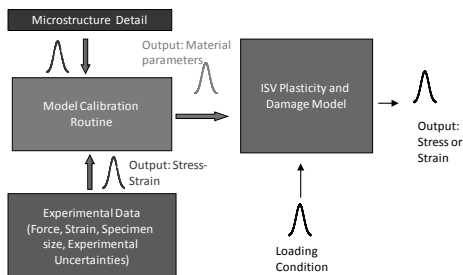 Microstructure Detail
Output: Material
parameters
Model Calibration
Routine
ISV Plasticity and
Damage Model
Output:
Stress or
Strain
Output: Stress-
Strain
Experimental Data
(Force, Strain, Specimen
size, Experimental
Uncertainties)
Loading
Condition